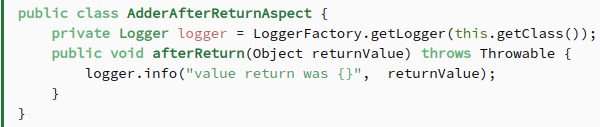 public class AdderAfterReturnAspect {
    private Logger logger = LoggerFactory.getLogger(this.getClass());
    public void afterReturn(Object returnValue) throws Throwable {
        logger.info("value return was {}",  returnValue);
    }
}